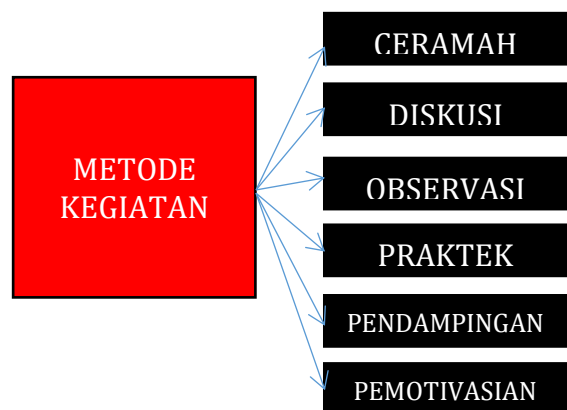 METODE
KEGIATAN
CERAMAH
DISKUSI
OBSERVASI
PRAKTEK
PENDAMPINGAN
PEMOTIVASIAN